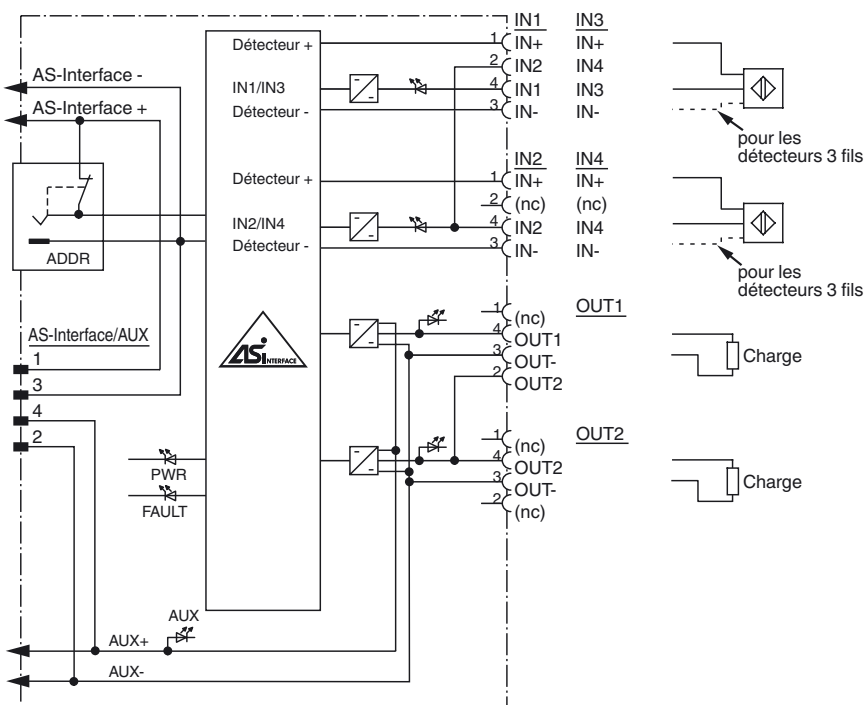 IN1 IN3
Détecteur + 1 IN+ IN+
2 IN2 IN4
AS-Interface -
IN1/IN3 4 IN1 IN3
AS-Interface +
Détecteur - 3 IN- IN-
pour les
détecteurs 3 fils
IN2 IN4
Détecteur + 1 IN+ IN+
2 (nc) (nc)
IN2/IN4 4 IN2 IN4
Détecteur - 3 IN- IN-
ADDR
pour les
détecteurs 3 fils
1 (nc) OUT1
4 OUT1
AS-Interface/AUX
ASi INTERFACE
3 OUT-
Charge
1
2 OUT2
3
4
2
1 (nc) OUT2
4 OUT2
PWR
3 OUT-
Charge
FAULT
2 (nc)
AUX
AUX+
AUX-